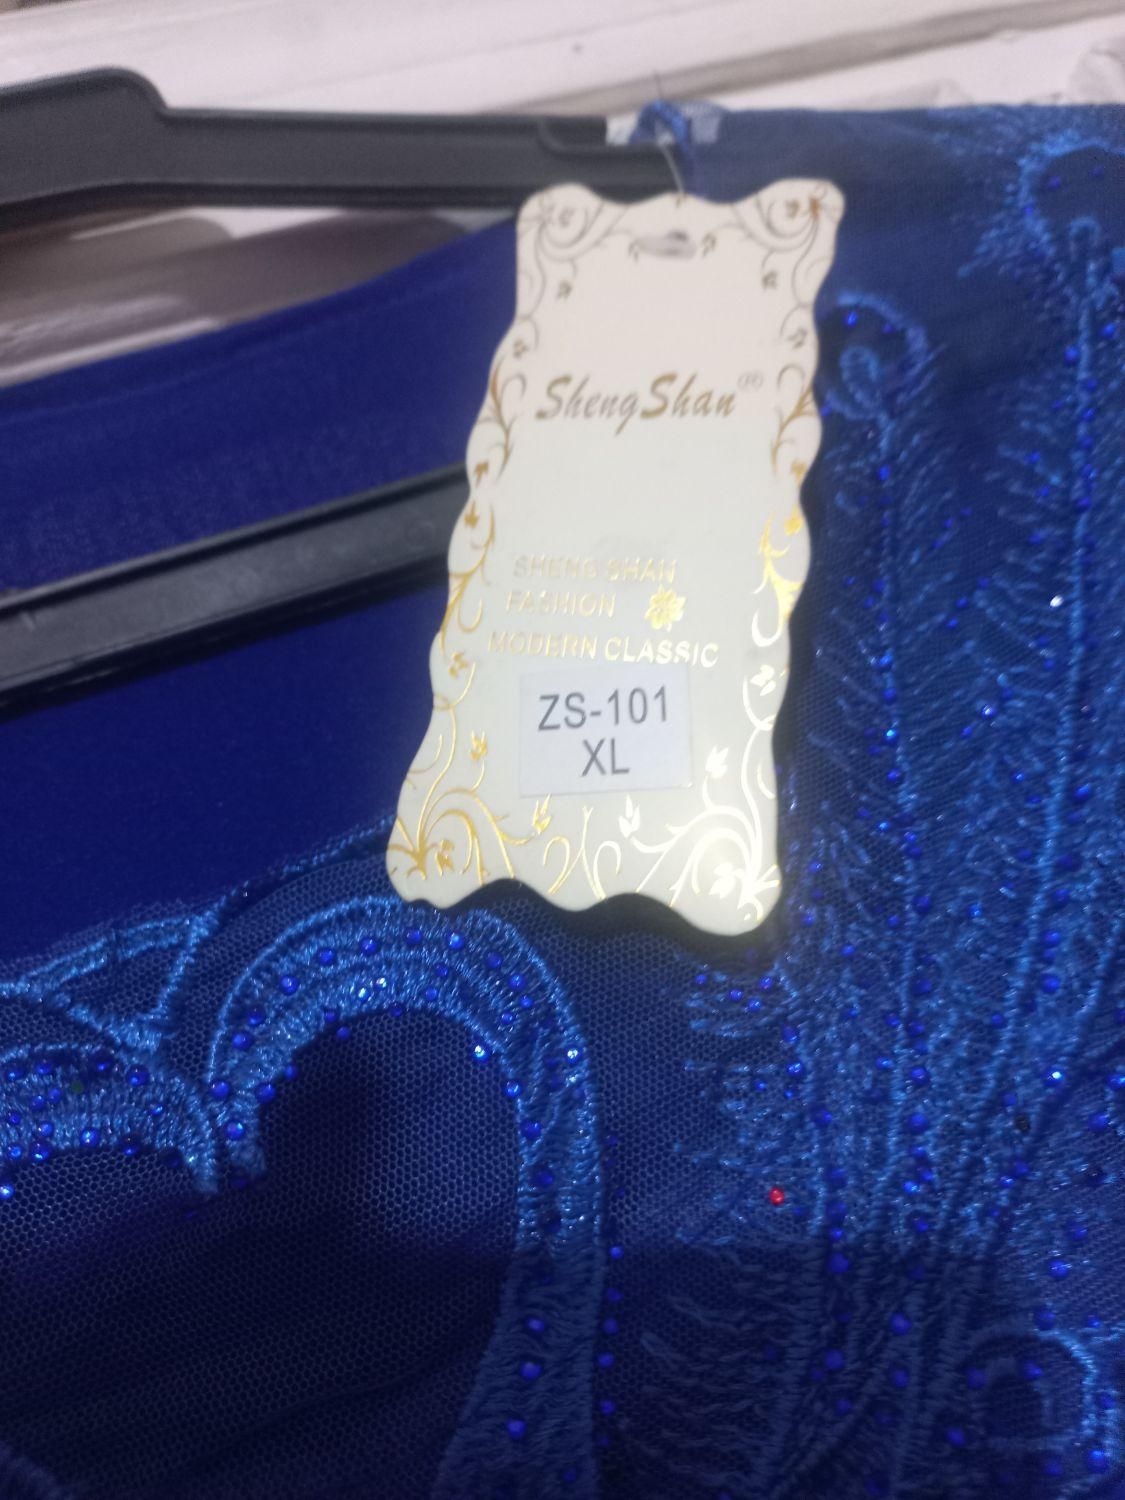 ShengShan®
SHENG SHAN
FASHION
MODERN CLASSIC
ZS-101
XL